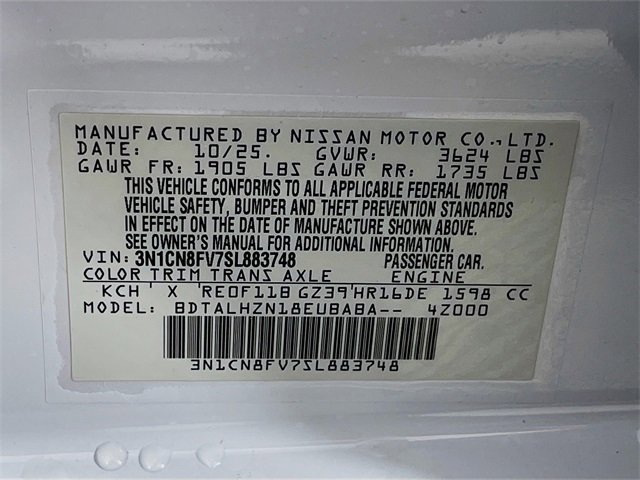 MANUFACTURED BY NISSAN MOTOR CO.,LTD.
DATE: 10/25. GVWR: 3624 LBS
GAWR FR: 1905 LBS GAWR RR: 1735 LBS
THIS VEHICLE CONFORMS TO ALL APPLICABLE FEDERAL MOTOR
VEHICLE SAFETY, BUMPER AND THEFT PREVENTION STANDARDS
IN EFFECT ON THE DATE OF MANUFACTURE SHOWN ABOVE.
SEE OWNER'S MANUAL FOR ADDITIONAL INFORMATION.
VIN: 3N1CN8FV7SL883748 PASSENGER CAR.
COLOR TRIM TRANS AXLE ENGINE
KCH X RE0F11B GZ39 HR16DE 1598 CC
MODEL: BDTALHZN18EUBABA-- 4Z000
3N1CN8FV7SL883748